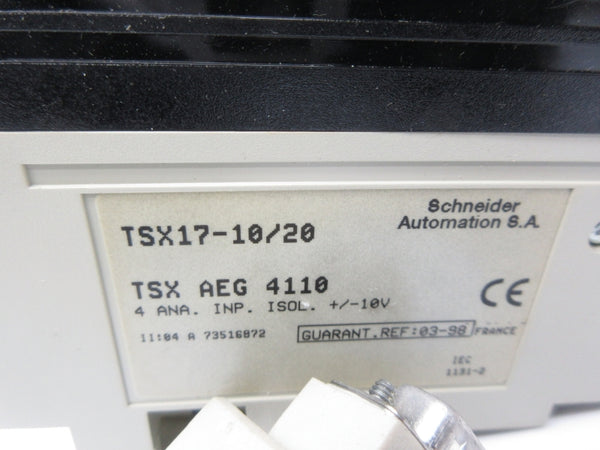 Schneider
Automation S.A.
TSX17-10/20
TSX AEG 4110
4 ANA. INP. ISOL. +/-10V
11:04 A 73516872
GUARANT.REF:03-98 FRANCE
IEC
1131-2
CE